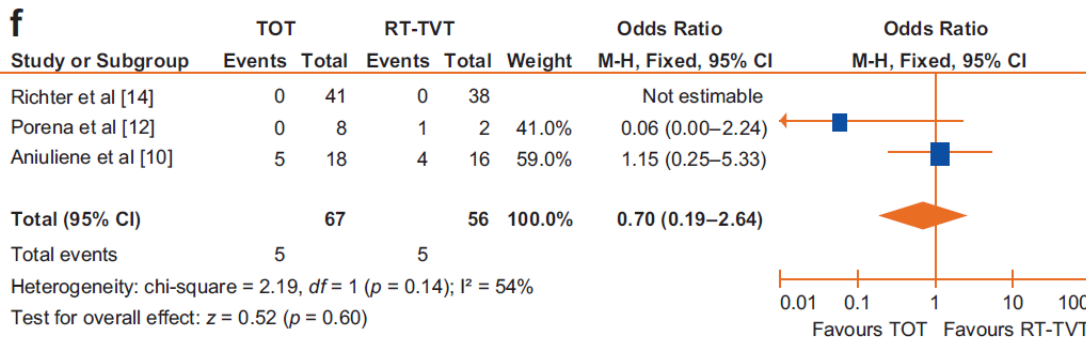 f
TOT RT-TVT Odds Ratio Odds Ratio
Study or Subgroup Events Total Events Total Weight M-H, Fixed, 95% CI M-H, Fixed, 95% CI
Richter et al [14] 0 41 0 38 Not estimable
Porena et al [12] 0 8 1 2 41.0% 0.06 (0.00–2.24)
Aniuliene et al [10] 5 18 4 16 59.0% 1.15 (0.25–5.33)
Total (95% CI) 67 56 100.0% 0.70 (0.19–2.64)
Total events 5 5
Heterogeneity: chi-square = 2.19, df = 1 (p = 0.14); I² = 54%
Test for overall effect: z = 0.52 (p = 0.60)
0.01 0.1 1 10 100
Favours TOT Favours RT-TVT